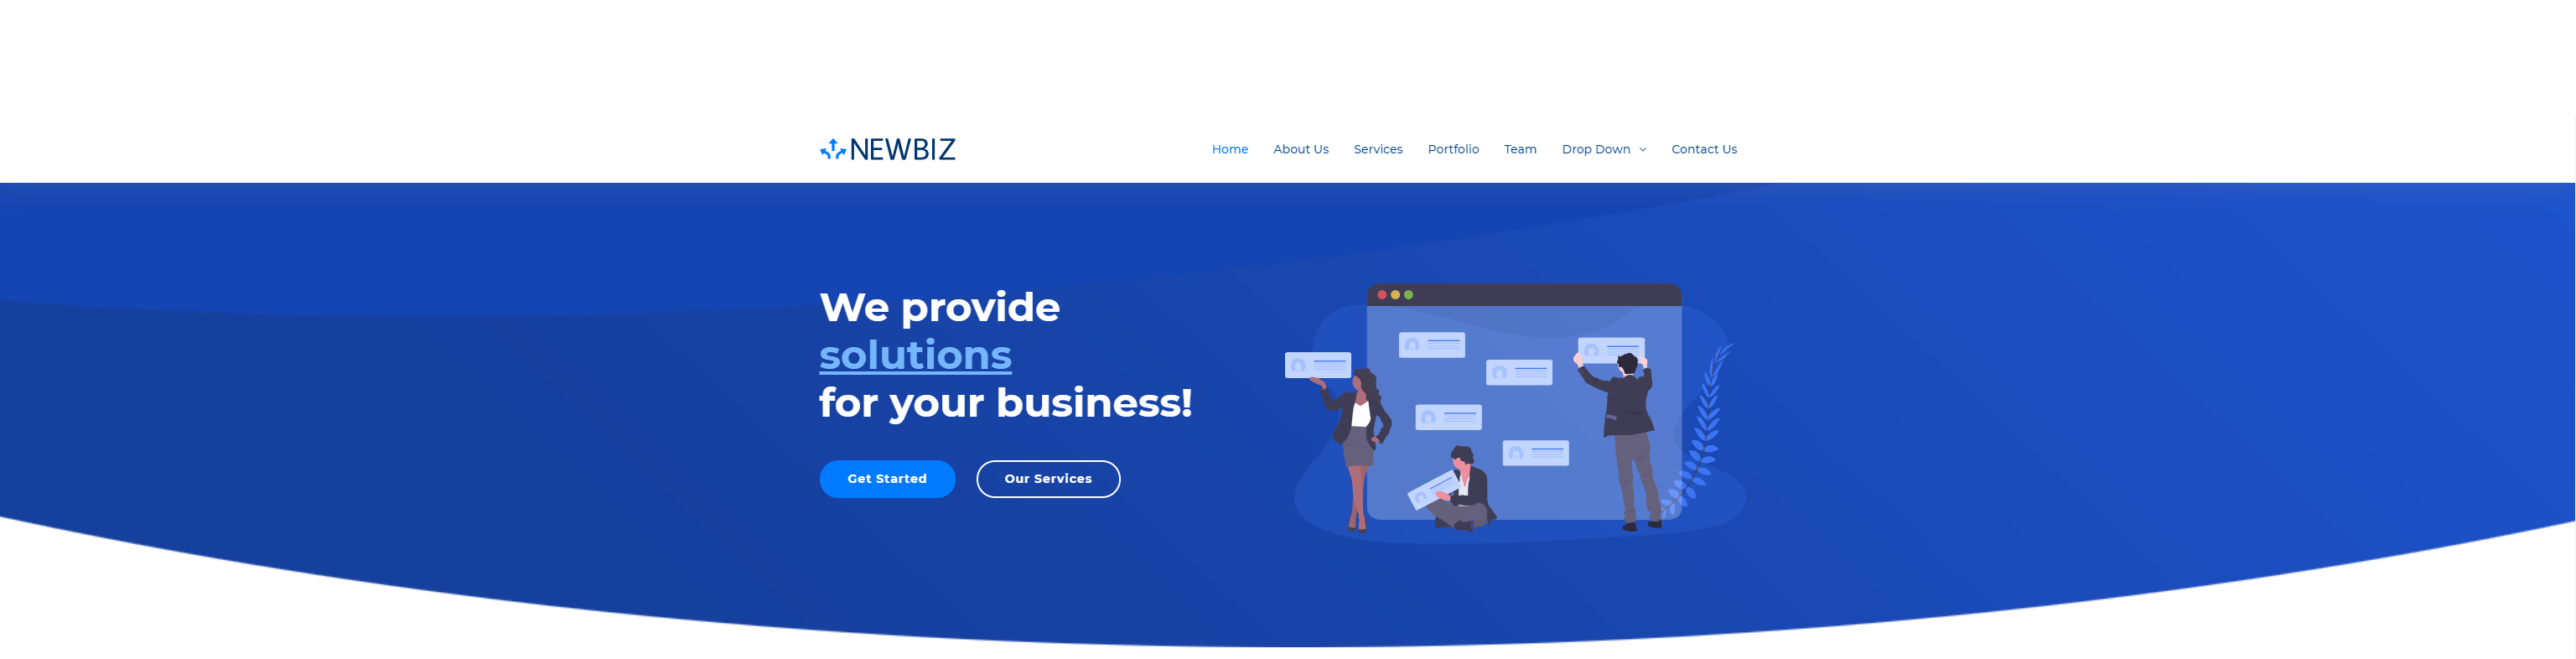 NEWBIZ
Home About Us Services Portfolio Team Drop Down Contact Us
We provide
solutions
for your business!
Get Started Our Services